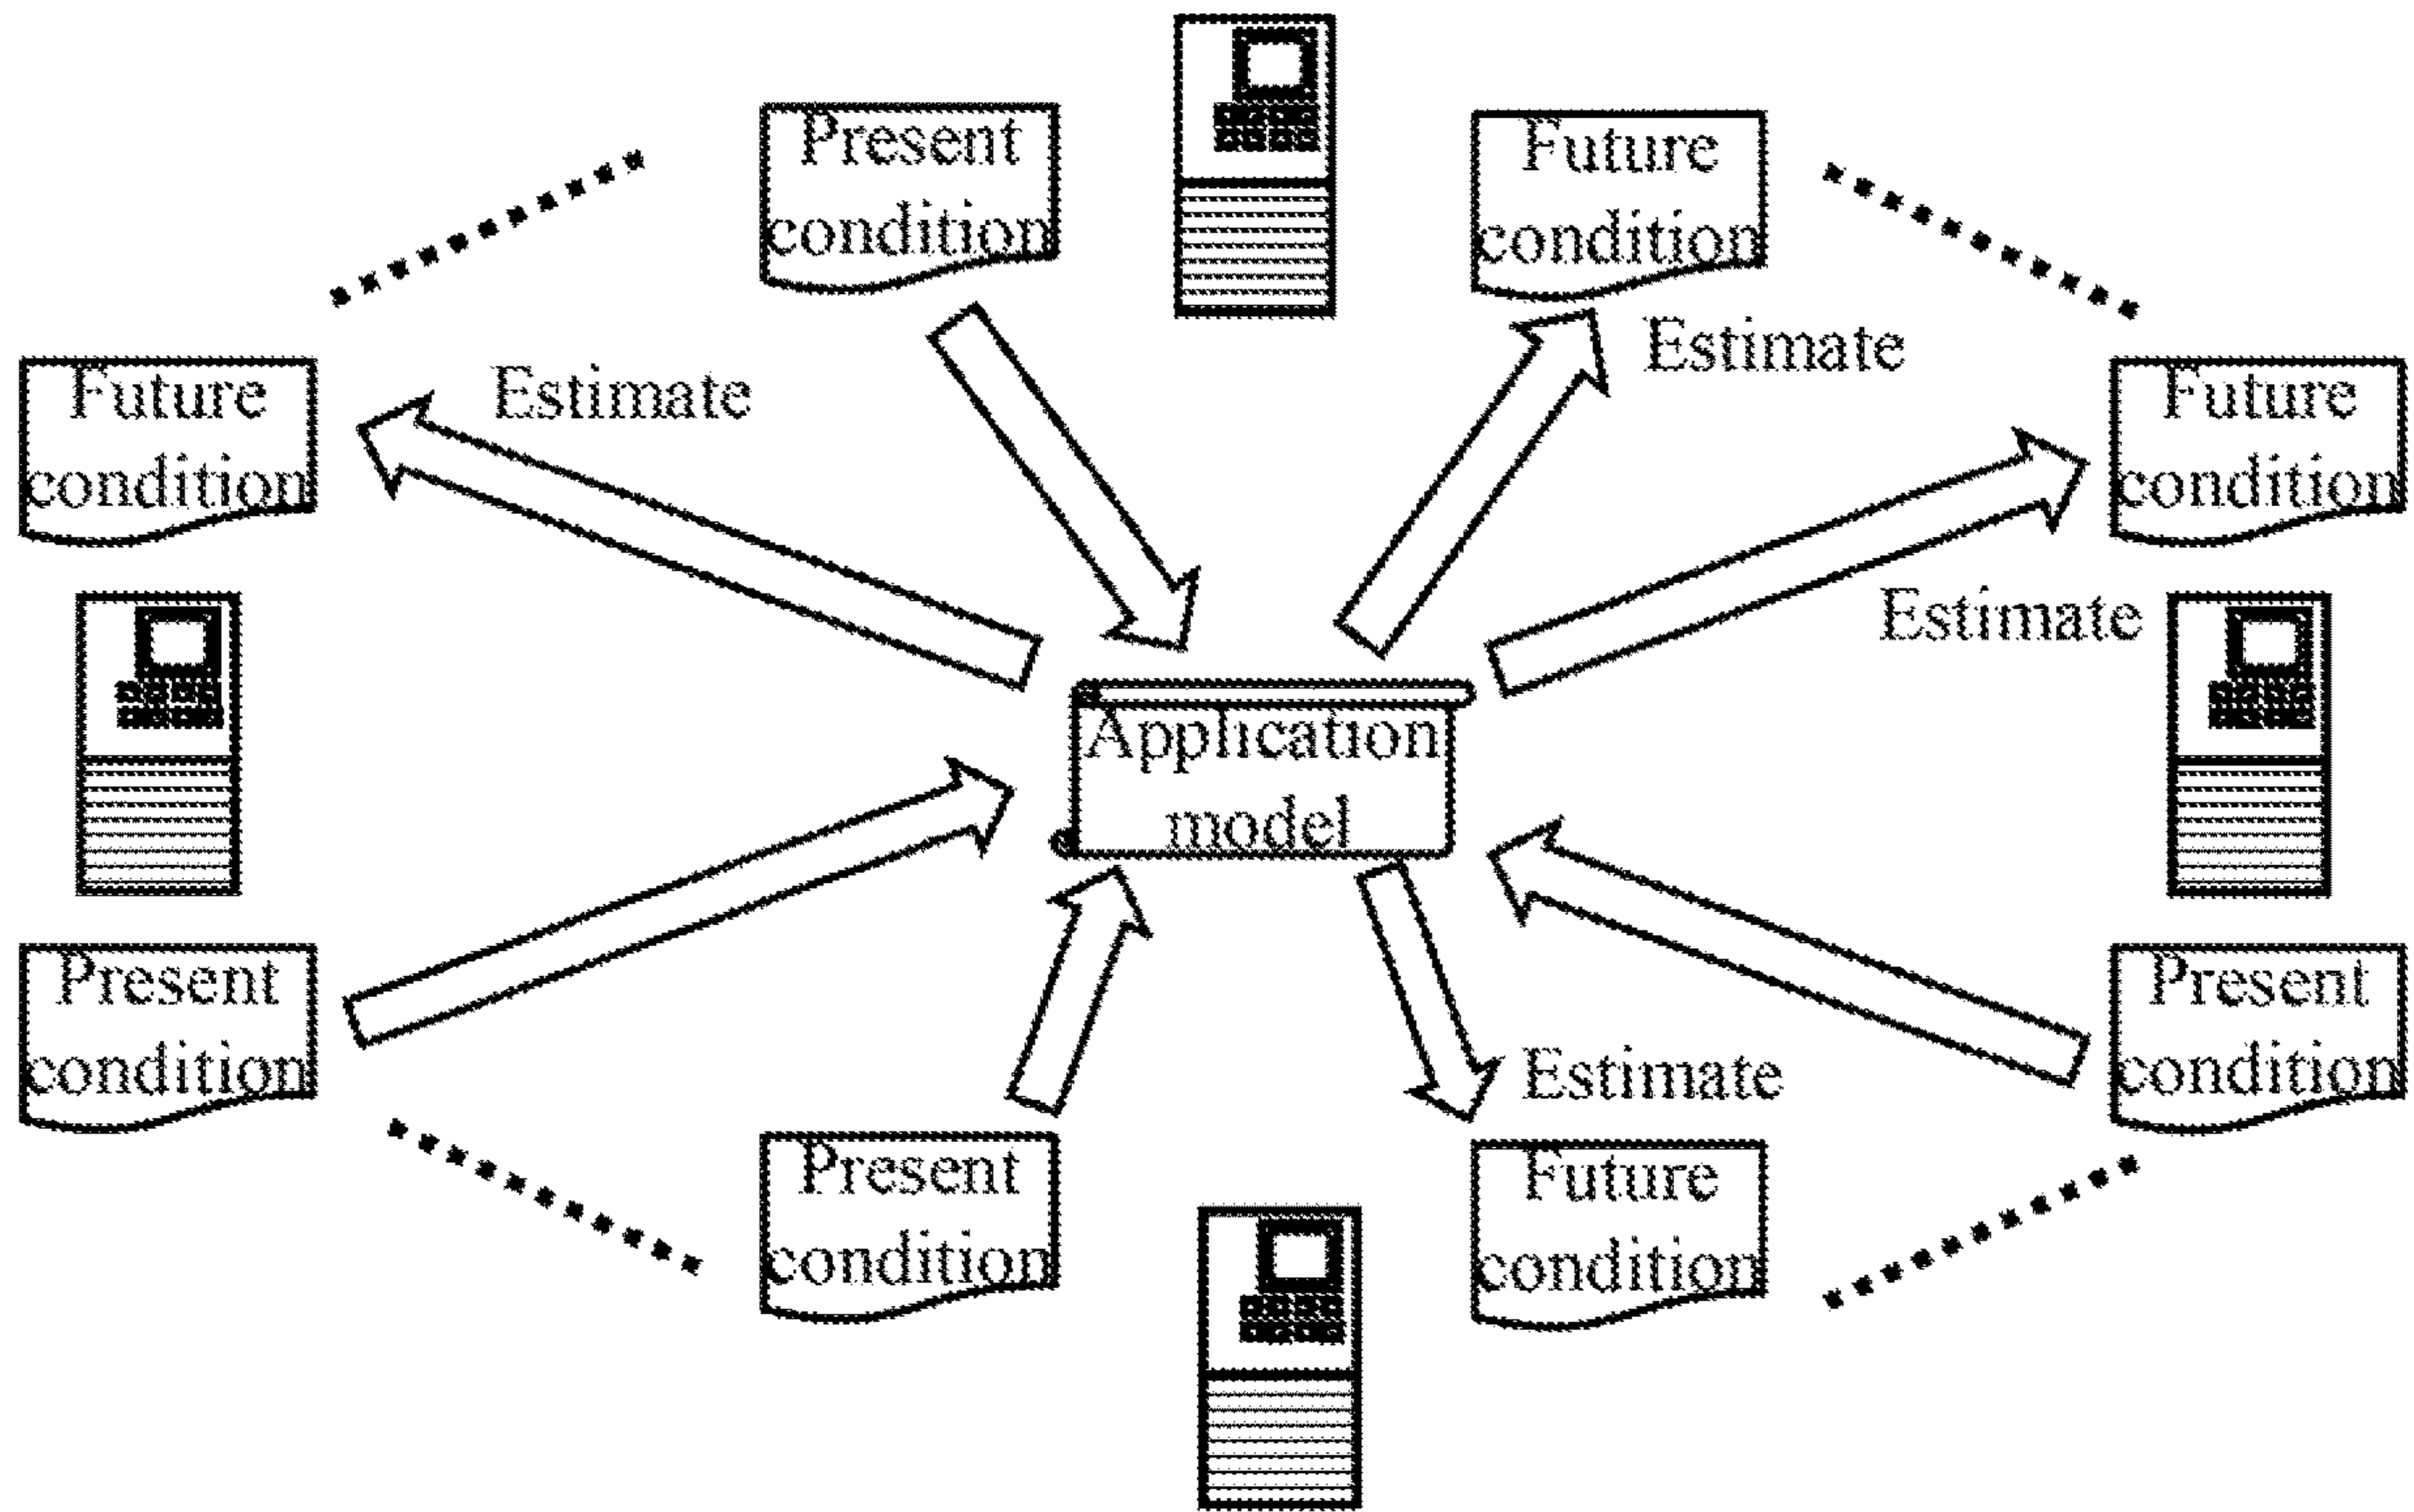 Present
condition
Future
condition
Estimate
Future
condition
Estimate
Future
condition
Estimate
Application
model
Present
condition
Present
condition
Estimate
Present
condition
Future
condition